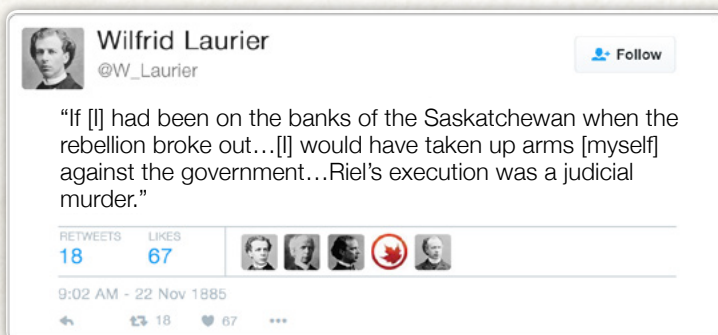 Wilfrid Laurier
@W_Laurier
Follow
“If [I] had been on the banks of the Saskatchewan when the
rebellion broke out…[I] would have taken up arms [myself]
against the government…Riel’s execution was a judicial
murder.”
RETWEETS LIKES
18 67
9:02 AM - 22 Nov 1885
18 67